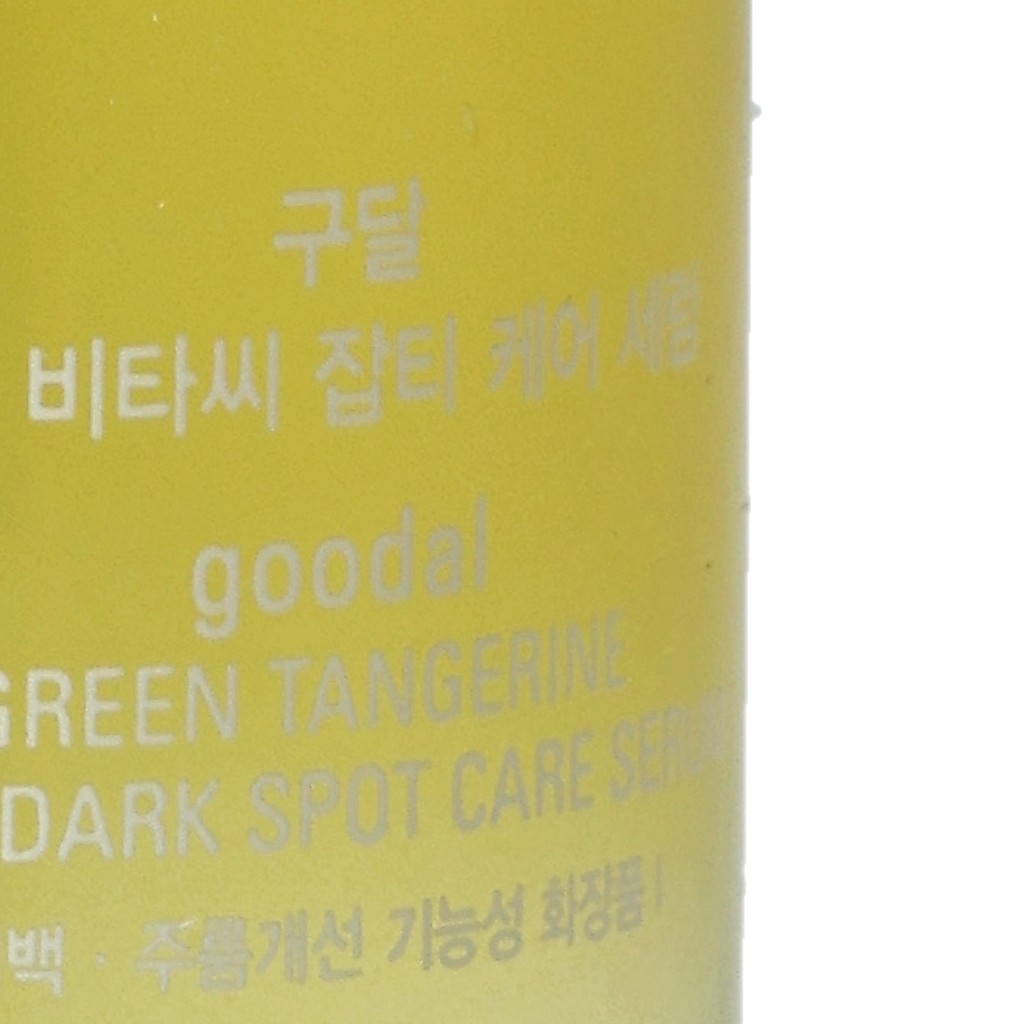 구달
비타씨 잡티 케어 세럼
goodal
GREEN TANGERINE
DARK SPOT CARE SERUM
백 · 주름개선 기능성 화장품 |